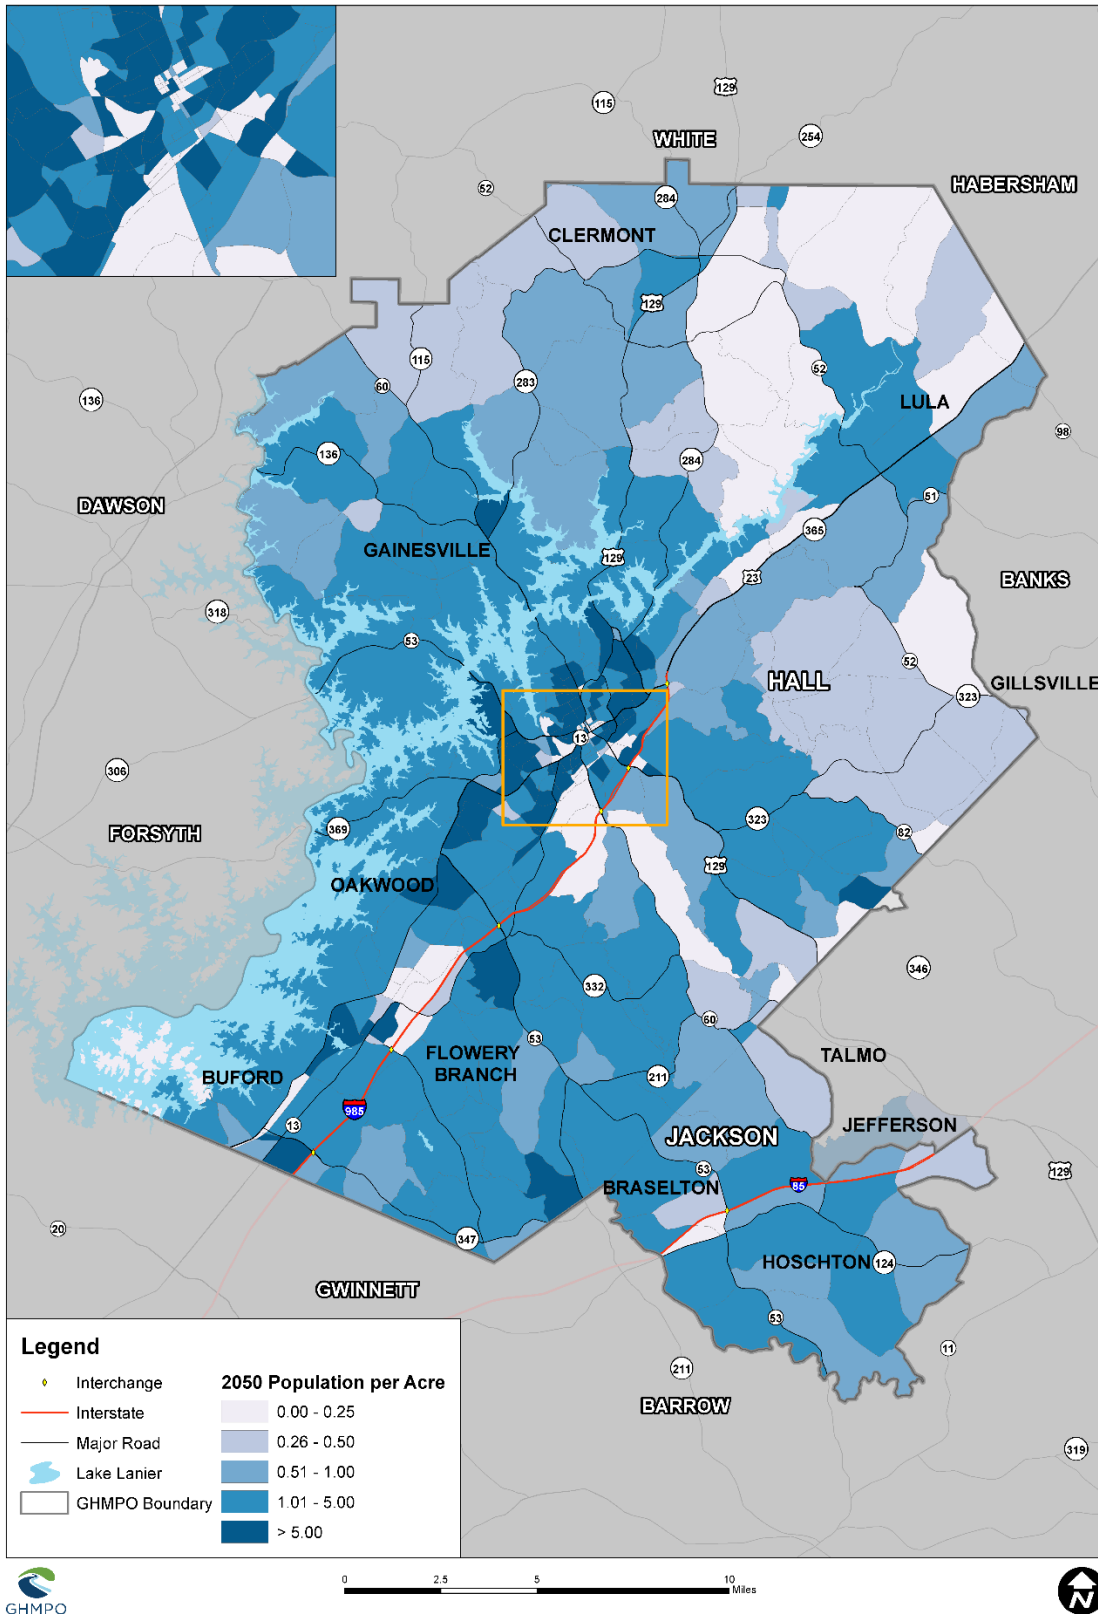 129
115
WHITE
254
HABERSHAM
52
284
CLERMONT
129
115
60
283
52
136
LULA
98
136
284
51
DAWSON
365
GAINESVILLE
129
23
BANKS
318
53
52
HALL
GILLSVILLE
323
13
306
FORSYTH
369
323
82
129
OAKWOOD
346
332
60
53
FLOWERY
BRANCH
TALMO
BUFORD
211
985
13
JEFFERSON
JACKSON
53
129
BRASELTON
85
20
347
HOSCHTON
124
GWINNETT
53
11
211
BARROW
319
Legend
Interchange
Interstate
Major Road
Lake Lanier
GHMPO Boundary
2050 Population per Acre
0.00 - 0.25
0.26 - 0.50
0.51 - 1.00
1.01 - 5.00
> 5.00
GHMPO
0 2.5 5 10
Miles
N